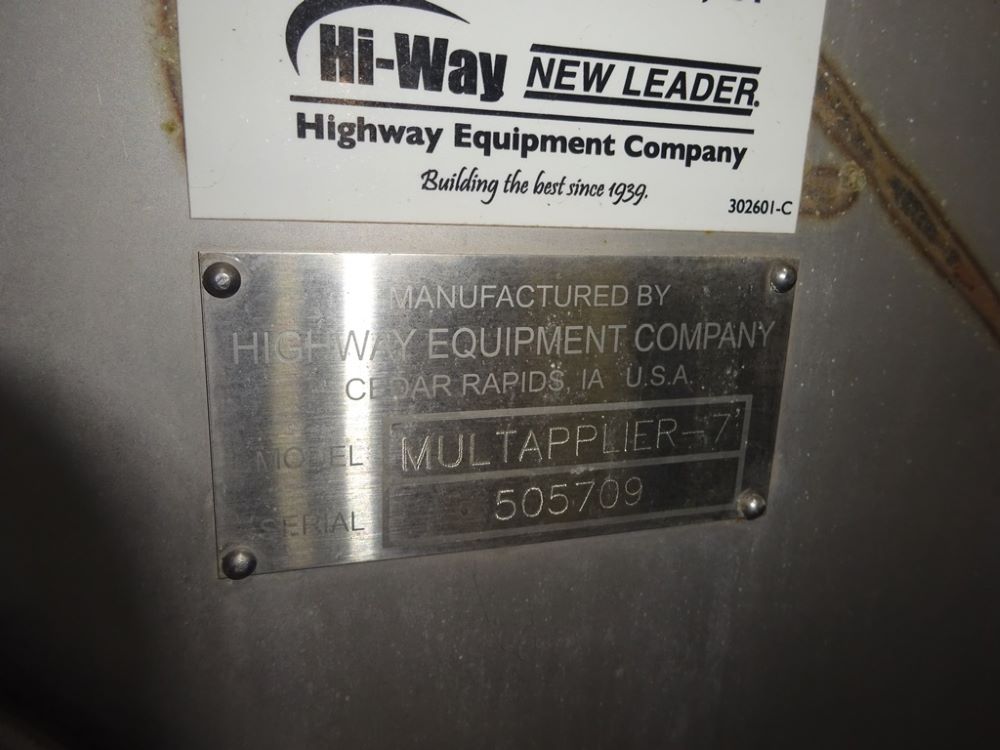 Hi-Way NEW LEADER.
Highway Equipment Company
Building the best since 1939.
302601-C
MANUFACTURED BY
HIGHWAY EQUIPMENT COMPANY
CEDAR RAPIDS, IA U.S.A.
MODEL MULTAPPLIER-7'
SERIAL 505709